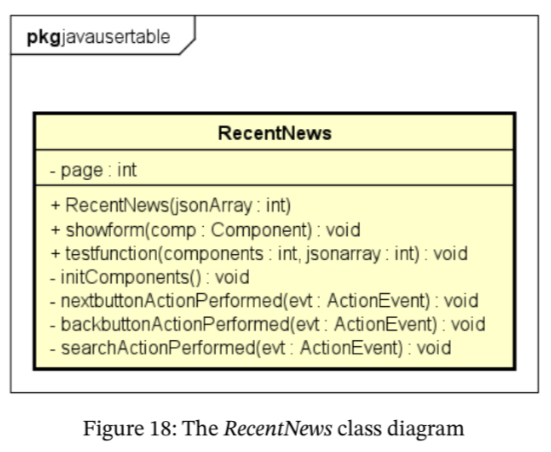 pkgjavausertable
RecentNews
- page : int
+ RecentNews(jsonArray : int)
+ showform(comp : Component) : void
+ testfunction(components : int, jsonarray : int) : void
- initComponents() : void
- nextbuttonActionPerformed(evt : ActionEvent) : void
- backbuttonActionPerformed(evt : ActionEvent) : void
- searchActionPerformed(evt : ActionEvent) : void
Figure 18: The RecentNews class diagram